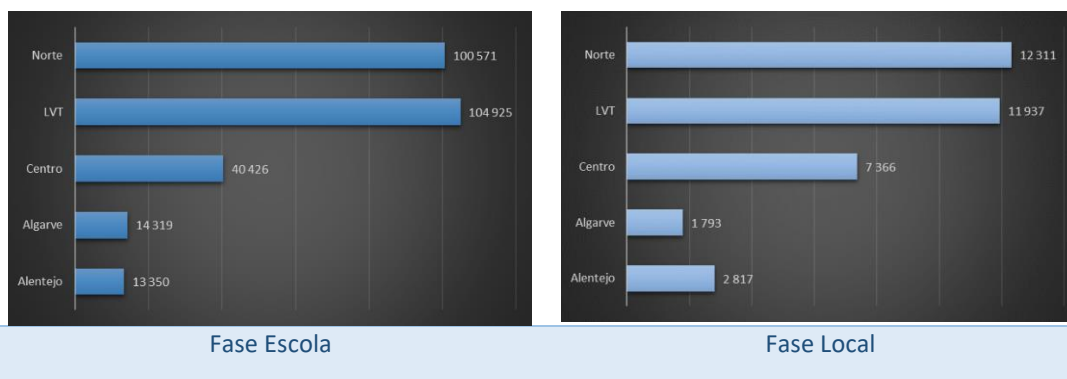 Norte
100 571
LVT
104 925
Centro
40 426
Algarve
14 319
Alentejo
13 350
Fase Escola
Norte
12 311
LVT
11 937
Centro
7 366
Algarve
1 793
Alentejo
2 817
Fase Local